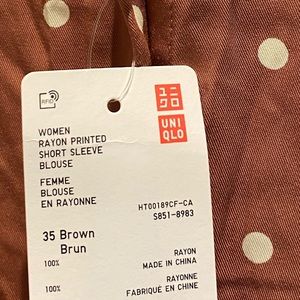 RFID
ユニ
クロ
UNI
QLO
WOMEN
RAYON PRINTED
SHORT SLEEVE
BLOUSE
FEMME
BLOUSE
EN RAYONNE
HT00189CF-CA
S851-8983
35 Brown
Brun
100% RAYON
MADE IN CHINA
100% RAYONNE
FABRIQUÉ EN CHINE